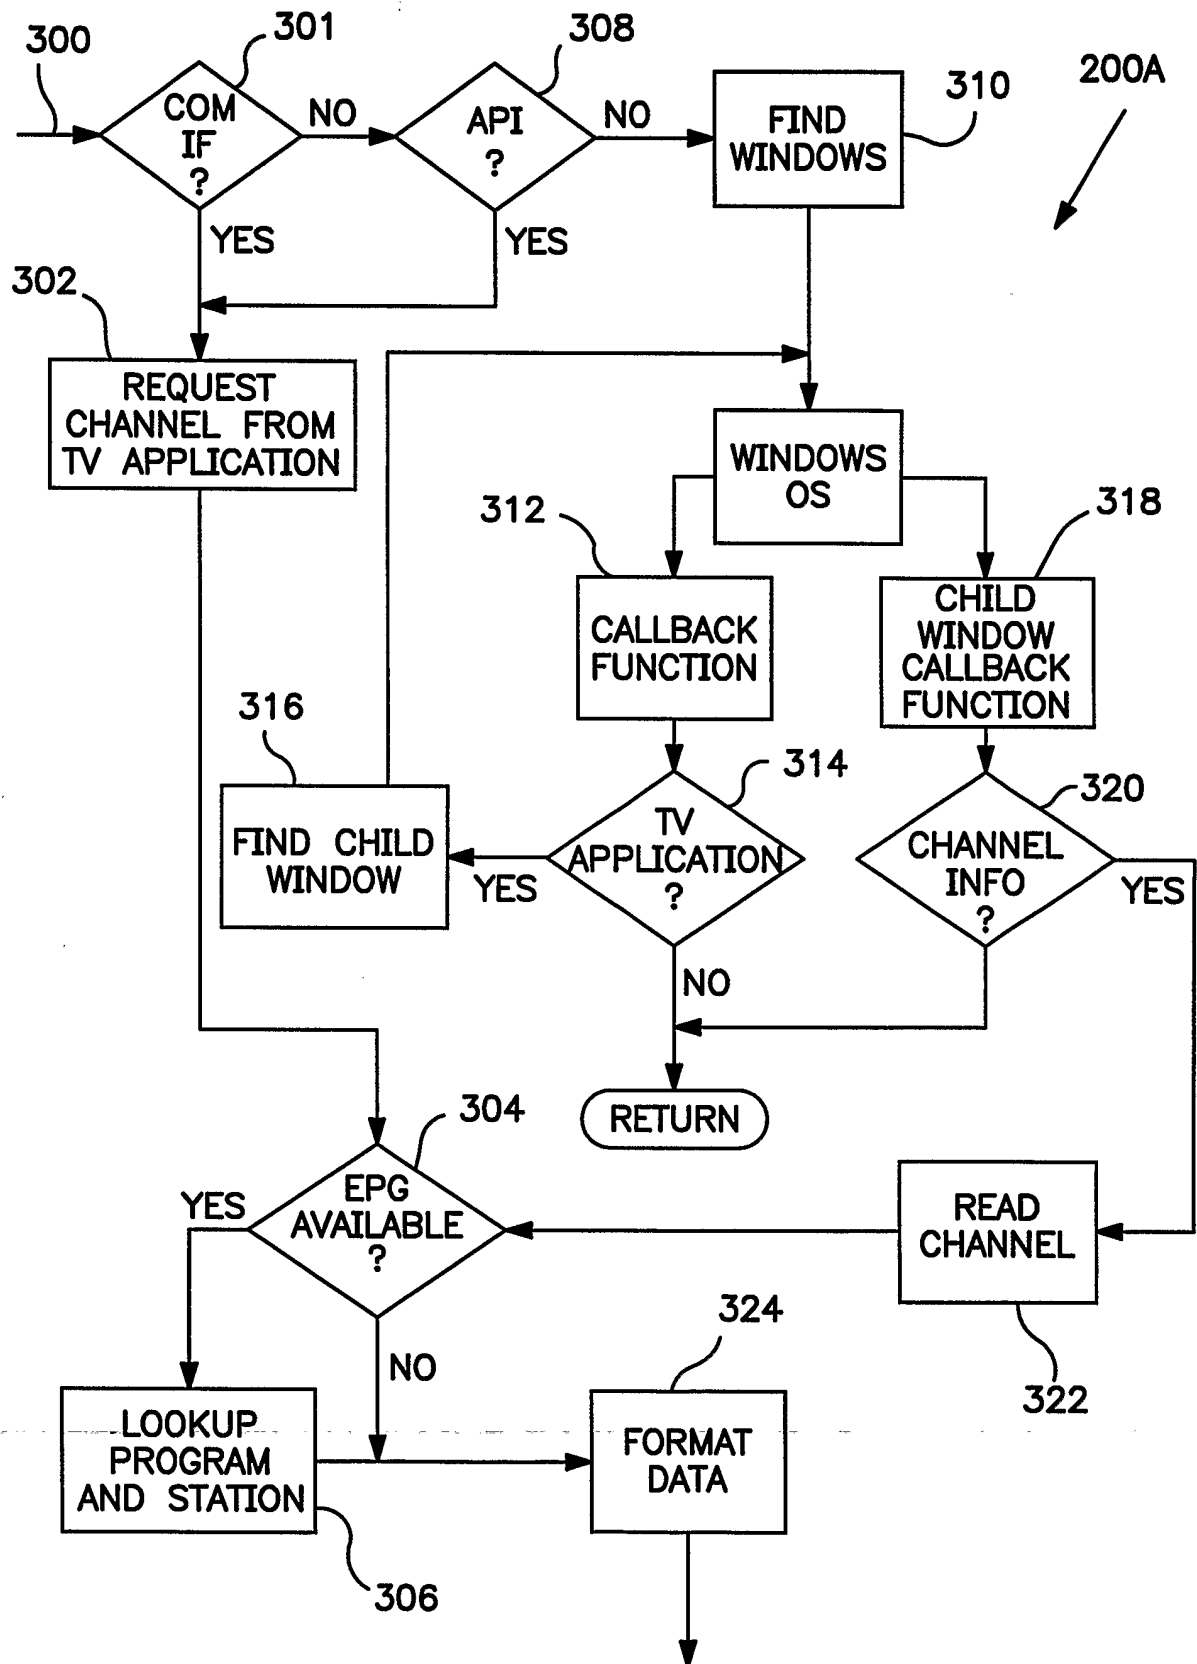 300
301
308
310
200A
COM
IF
?
NO
API
?
NO
FIND
WINDOWS
YES
YES
302
REQUEST
CHANNEL FROM
TV APPLICATION
WINDOWS
OS
312
318
CALLBACK
FUNCTION
CHILD
WINDOW
CALLBACK
FUNCTION
316
314
320
FIND CHILD
WINDOW
YES
TV
APPLICATION
?
CHANNEL
INFO
?
YES
NO
RETURN
304
EPG
AVAILABLE
?
YES
NO
READ
CHANNEL
322
324
LOOKUP
PROGRAM
AND STATION
FORMAT
DATA
306